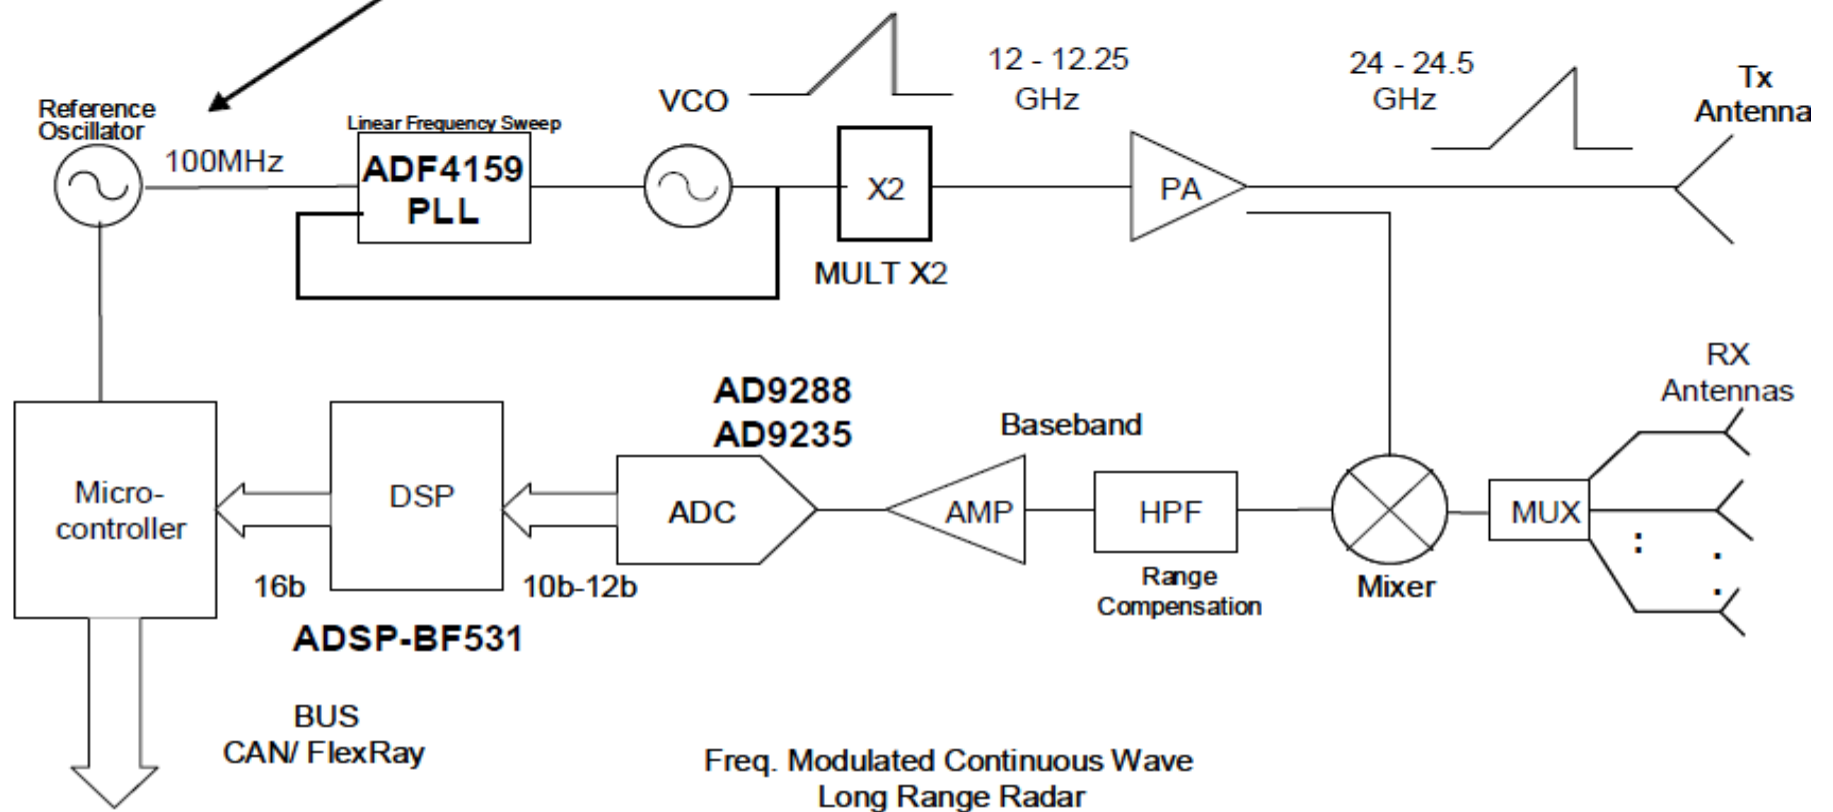 Reference
Oscillator
100MHz
Linear Frequency Sweep
ADF4159
PLL
VCO
X2
MULT X2
12 - 12.25
GHz
PA
24 - 24.5
GHz
Tx
Antenna
RX
Antennas
MUX
Mixer
HPF
Range
Compensation
Baseband
AMP
AD9288
AD9235
ADC
10b-12b
DSP
ADSP-BF531
16b
Micro-
controller
BUS
CAN/ FlexRay
Freq. Modulated Continuous Wave
Long Range Radar